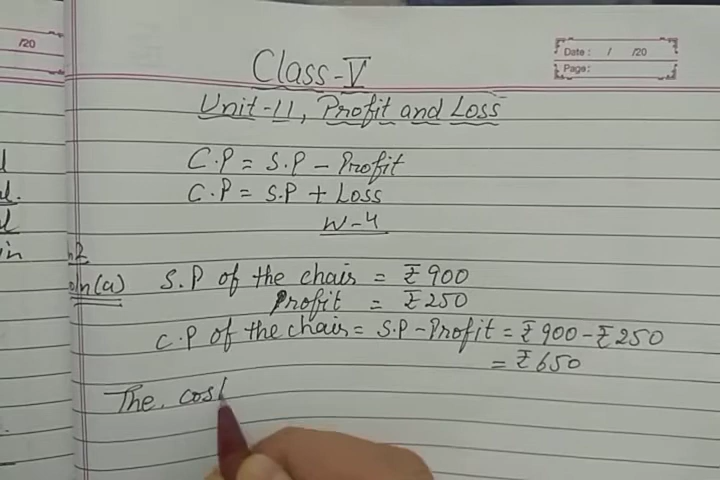 /20
Date : / /20
Page:
Class-V
Unit-11, Profit and Loss
C.P = S.P - Profit
C.P = S.P + Loss
W-4
in
S.P of the chair = ₹900
Profit = ₹250
C.P of the chair = S.P - Profit = ₹900 - ₹250
= ₹650
The. cost